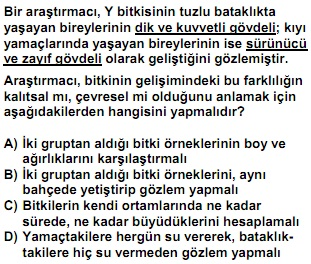 Bir araştırmacı, Y bitkisinin tuzlu bataklıkta
yaşayan bireylerinin dik ve kuvvetli gövdeli; kıyı
yamaçlarında yaşayan bireylerinin ise sürünücü
ve zayıf gövdeli olarak geliştiğini gözlemiştir.
Araştırmacı, bitkinin gelişimindeki bu farklılığın
kalıtsal mı, çevresel mi olduğunu anlamak için
aşağıdakilerden hangisini yapmalıdır?
A) İki gruptan aldığı bitki örneklerinin boy ve
ağırlıklarını karşılaştırmalı
B) İki gruptan aldığı bitki örneklerini, aynı
bahçede yetiştirip gözlem yapmalı
C) Bitkilerin kendi ortamlarında ne kadar
sürede, ne kadar büyüdüklerini hesaplamalı
D) Yamaçtakilere hergün su vererek, bataklık-
takilere hiç su vermeden gözlem yapmalı